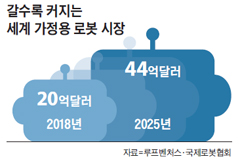 갈수록 커지는
세계 가정용 로봇 시장
44억달러
20억달러
2018년
2025년
자료=루프벤처스·국제로봇협회